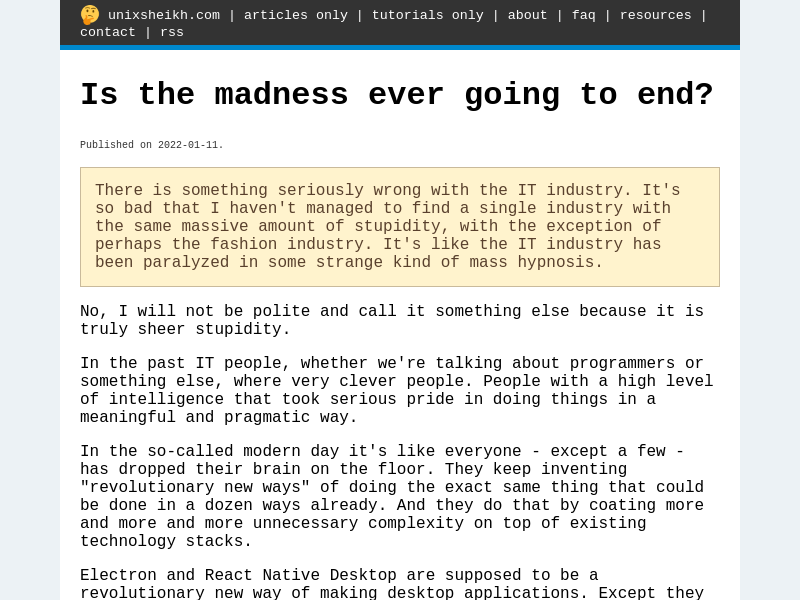 unixsheikh.com | articles only | tutorials only | about | faq | resources |
contact | rss
Is the madness ever going to end?
Published on 2022-01-11.
There is something seriously wrong with the IT industry. It's
so bad that I haven't managed to find a single industry with
the same massive amount of stupidity, with the exception of
perhaps the fashion industry. It's like the IT industry has
been paralyzed in some strange kind of mass hypnosis.
No, I will not be polite and call it something else because it is
truly sheer stupidity.
In the past IT people, whether we're talking about programmers or
something else, where very clever people. People with a high level
of intelligence that took serious pride in doing things in a
meaningful and pragmatic way.
In the so-called modern day it's like everyone - except a few -
has dropped their brain on the floor. They keep inventing
"revolutionary new ways" of doing the exact same thing that could
be done in a dozen ways already. And they do that by coating more
and more and more unnecessary complexity on top of existing
technology stacks.
Electron and React Native Desktop are supposed to be a
revolutionary new way of making desktop applications. Except they